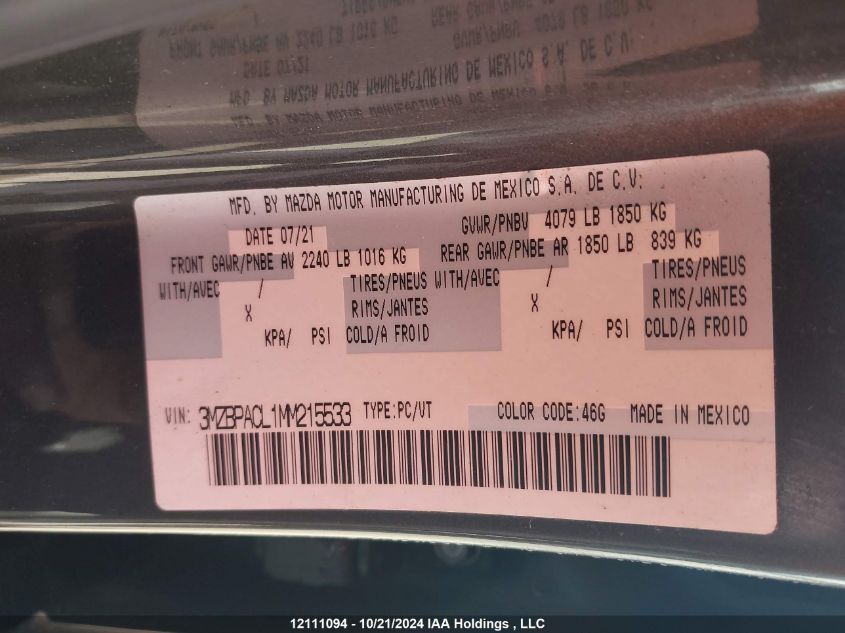 MFD. BY MAZDA MOTOR MANUFACTURING DE MEXICO S.A. DE C.V:
DATE 07/21 GVWR/PNBV 4079 LB 1850 KG
FRONT GAWR/PNBE AV 2240 LB 1016 KG REAR GAWR/PNBE AR 1850 LB 839 KG
WITH/AVEC / TIRES/PNEUS WITH/AVEC / TIRES/PNEUS
X RIMS/JANTES X RIMS/JANTES
KPA/ PSI COLD/A FROID KPA/ PSI COLD/A FROID
VIN: 3MZBPACL1MM215533 TYPE:PC/VT COLOR CODE:46G MADE IN MEXICO
12111094 - 10/21/2024 IAA Holdings , LLC